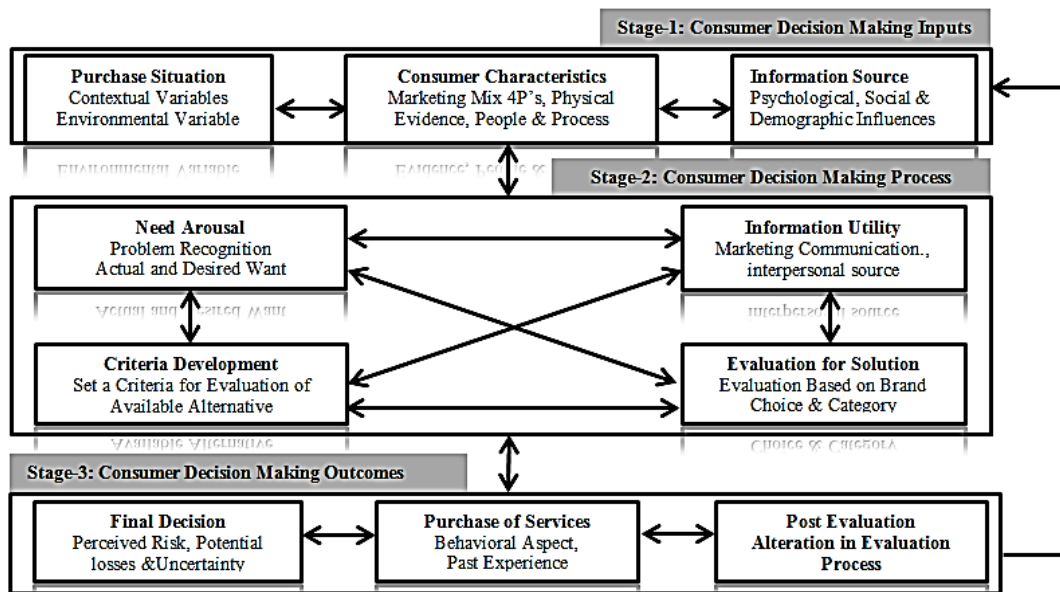 Stage-1: Consumer Decision Making Inputs
Purchase Situation
Contextual Variables
Environmental Variable
Consumer Characteristics
Marketing Mix 4P's, Physical
Evidence, People & Process
Information Source
Psychological, Social &
Demographic Influences
Stage-2: Consumer Decision Making Process
Need Arousal
Problem Recognition
Actual and Desired Want
Information Utility
Marketing Communication.,
interpersonal source
Criteria Development
Set a Criteria for Evaluation of
Available Alternative
Evaluation for Solution
Evaluation Based on Brand
Choice & Category
Stage-3: Consumer Decision Making Outcomes
Final Decision
Perceived Risk, Potential
losses &Uncertainty
Purchase of Services
Behavioral Aspect,
Past Experience
Post Evaluation
Alteration in Evaluation
Process